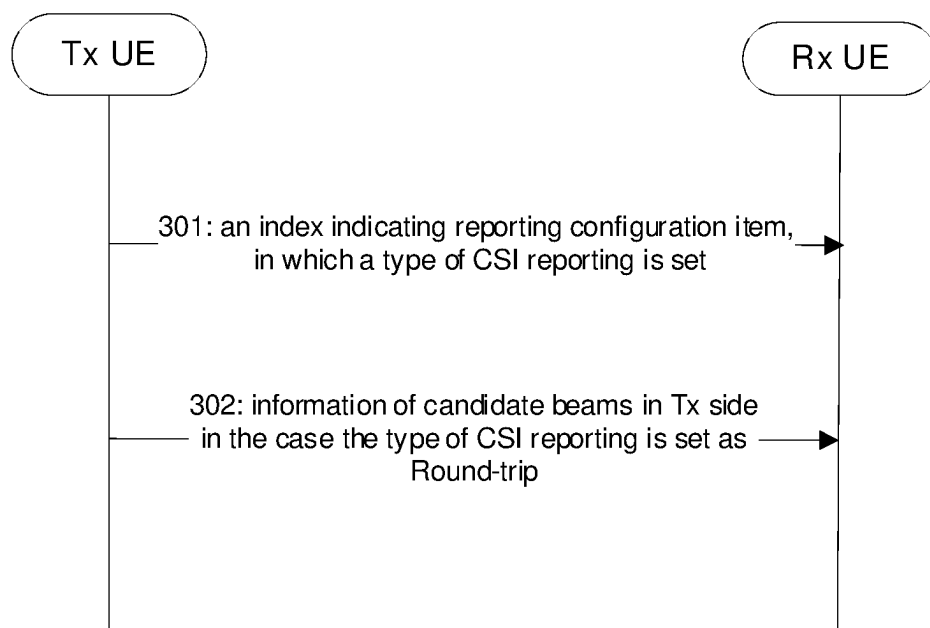 Tx UE
Rx UE
301: an index indicating reporting configuration item,
in which a type of CSI reporting is set
302: information of candidate beams in Tx side
in the case the type of CSI reporting is set as
Round-trip